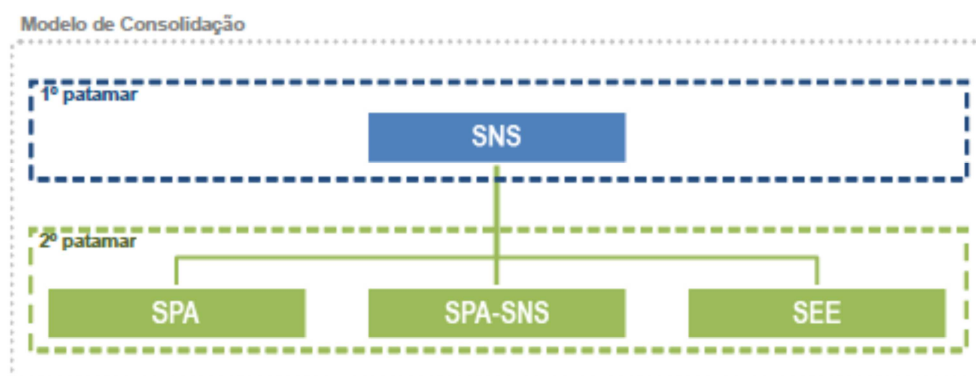 Modelo de Consolidação
1º patamar
SNS
2º patamar
SPA
SPA-SNS
SEE